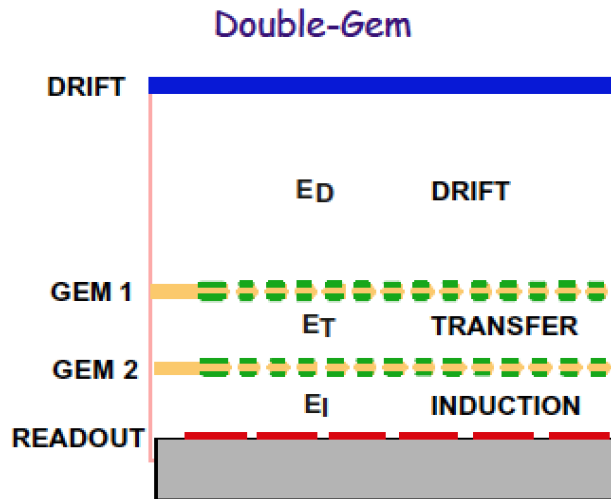 Double-Gem
DRIFT
ED DRIFT
GEM 1
ET TRANSFER
GEM 2
EI INDUCTION
READOUT